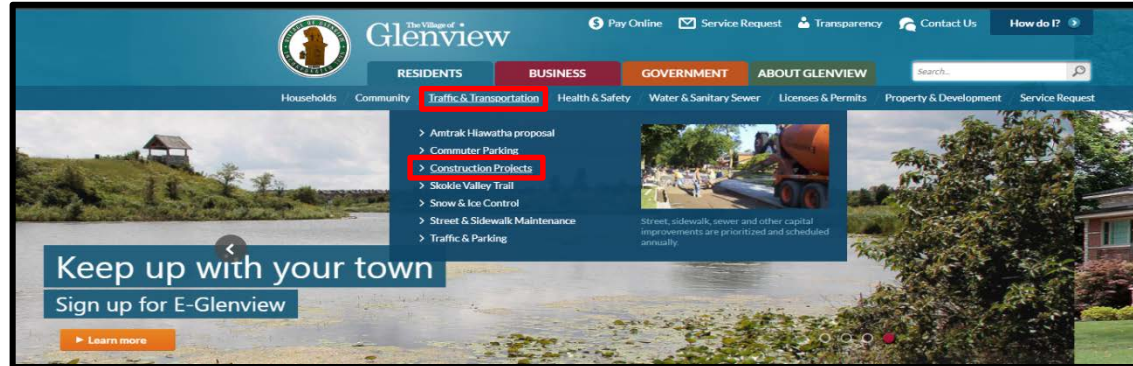 The Village of
Glenview
Pay Online Service Request Transparency Contact Us How do I?
RESIDENTS BUSINESS GOVERNMENT ABOUT GLENVIEW Search...
Households Community Traffic & Transportation Health & Safety Water & Sanitary Sewer Licenses & Permits Property & Development Service Request
> Amtrak Hiawatha proposal
> Commuter Parking
> Construction Projects
> Skokie Valley Trail
> Snow & Ice Control
> Street & Sidewalk Maintenance
> Traffic & Parking
Street, sidewalk, sewer and other capital
improvements are prioritized and scheduled
annually.
Keep up with your town
Sign up for E-Glenview
Learn more